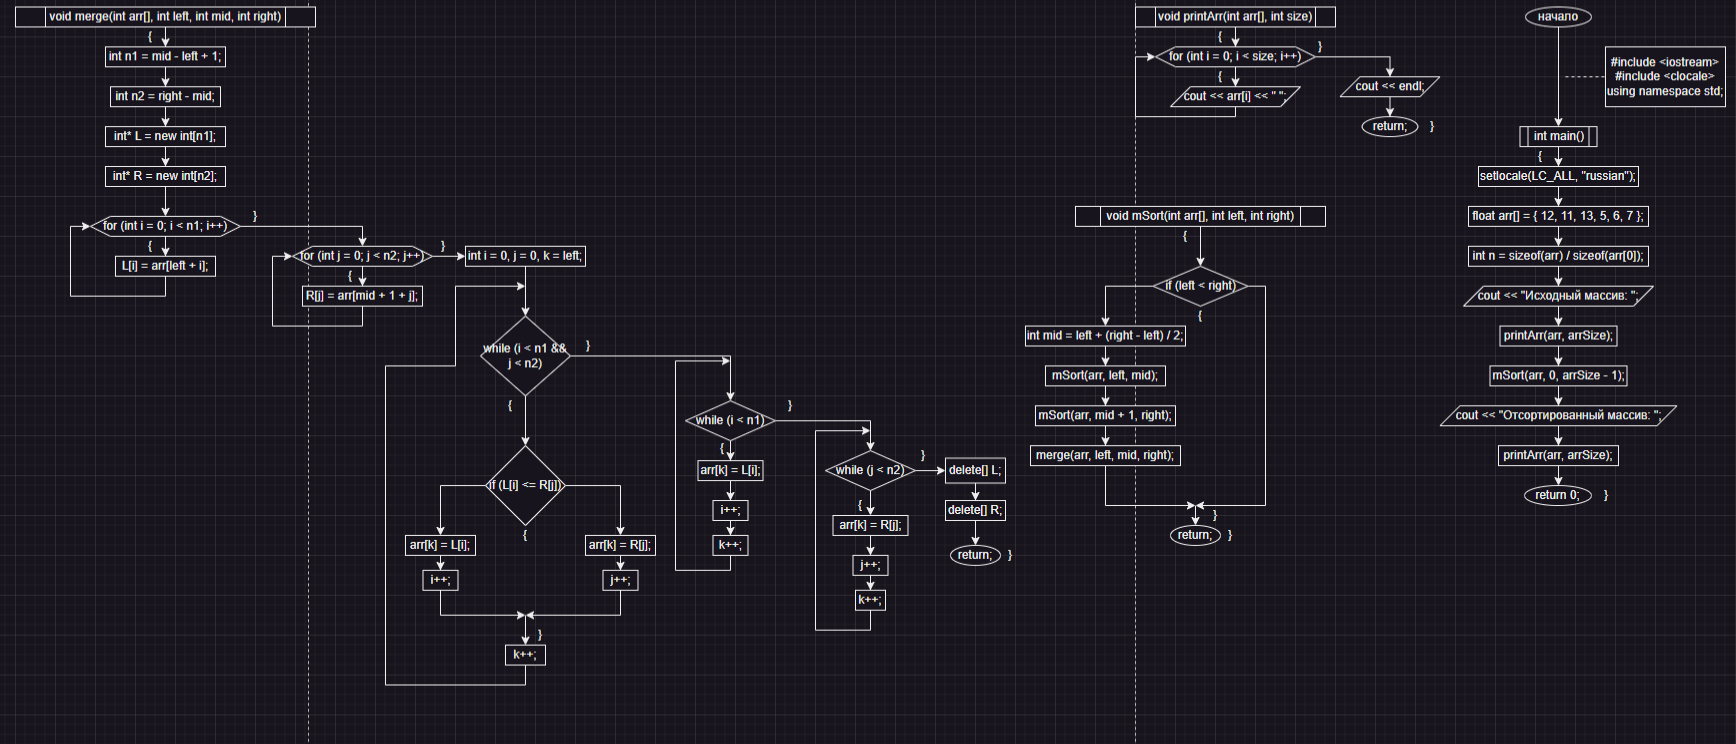 void merge(int arr[], int left, int mid, int right)
{
int n1 = mid - left + 1;
int n2 = right - mid;
int* L = new int[n1];
int* R = new int[n2];
for (int i = 0; i < n1; i++)
}
{
L[i] = arr[left + i];
for (int j = 0; j < n2; j++)
}
{
R[j] = arr[mid + 1 + j];
int i = 0, j = 0, k = left;
while (i < n1 &&
j < n2)
}
{
if (L[i] <= R[j])
{
arr[k] = L[i];
i++;
arr[k] = R[j];
j++;
}
k++;
while (i < n1)
}
{
arr[k] = L[i];
i++;
k++;
while (j < n2)
}
{
arr[k] = R[j];
j++;
k++;
delete[] L;
delete[] R;
return;
}
void printArr(int arr[], int size)
{
for (int i = 0; i < size; i++)
}
{
cout << arr[i] << " ";
cout << endl;
return;
}
void mSort(int arr[], int left, int right)
{
if (left < right)
{
int mid = left + (right - left) / 2;
mSort(arr, left, mid);
mSort(arr, mid + 1, right);
merge(arr, left, mid, right);
}
return;
}
начало
#include <iostream>
#include <clocale>
using namespace std;
int main()
{
setlocale(LC_ALL, "russian");
float arr[] = { 12, 11, 13, 5, 6, 7 };
int n = sizeof(arr) / sizeof(arr[0]);
cout << "Исходный массив: ";
printArr(arr, arrSize);
mSort(arr, 0, arrSize - 1);
cout << "Отсортированный массив: ";
printArr(arr, arrSize);
return 0;
}